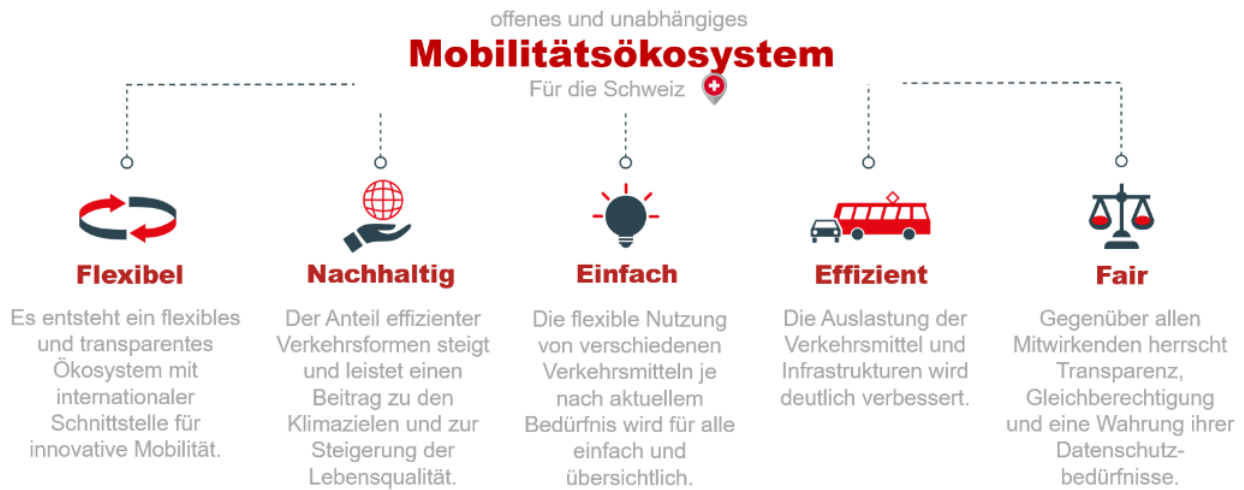 offenes und unabhängiges
Mobilitätsökosystem
Für die Schweiz
Flexibel
Es entsteht ein flexibles
und transparentes
Ökosystem mit
internationaler
Schnittstelle für
innovative Mobilität.
Nachhaltig
Der Anteil effizienter
Verkehrsformen steigt
und leistet einen
Beitrag zu den
Klimazielen und zur
Steigerung der
Lebensqualität.
Einfach
Die flexible Nutzung
von verschiedenen
Verkehrsmitteln je
nach aktuellem
Bedürfnis wird für alle
einfach und
übersichtlich.
Effizient
Die Auslastung der
Verkehrsmittel und
Infrastrukturen wird
deutlich verbessert.
Fair
Gegenüber allen
Mitwirkenden herrscht
Transparenz,
Gleichberechtigung
und eine Wahrung ihrer
Datenschutz-
bedürfnisse.